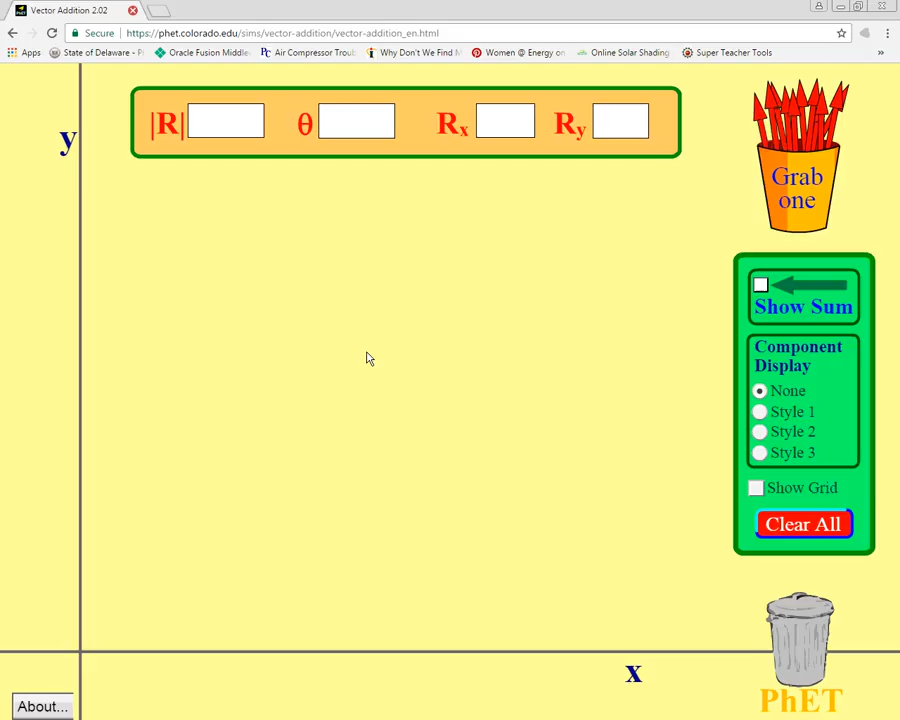 Vector Addition 2.02
Secure https://phet.colorado.edu/sims/vector-addition/vector-addition_en.html
Apps State of Delaware - P Oracle Fusion Middle Air Compressor Trou Why Don't We Find M Women @ Energy on Online Solar Shading Super Teacher Tools »
|R| θ Rx Ry
y
Grab
one
Show Sum
Component
Display
None
Style 1
Style 2
Style 3
Show Grid
Clear All
x
About...
PhET